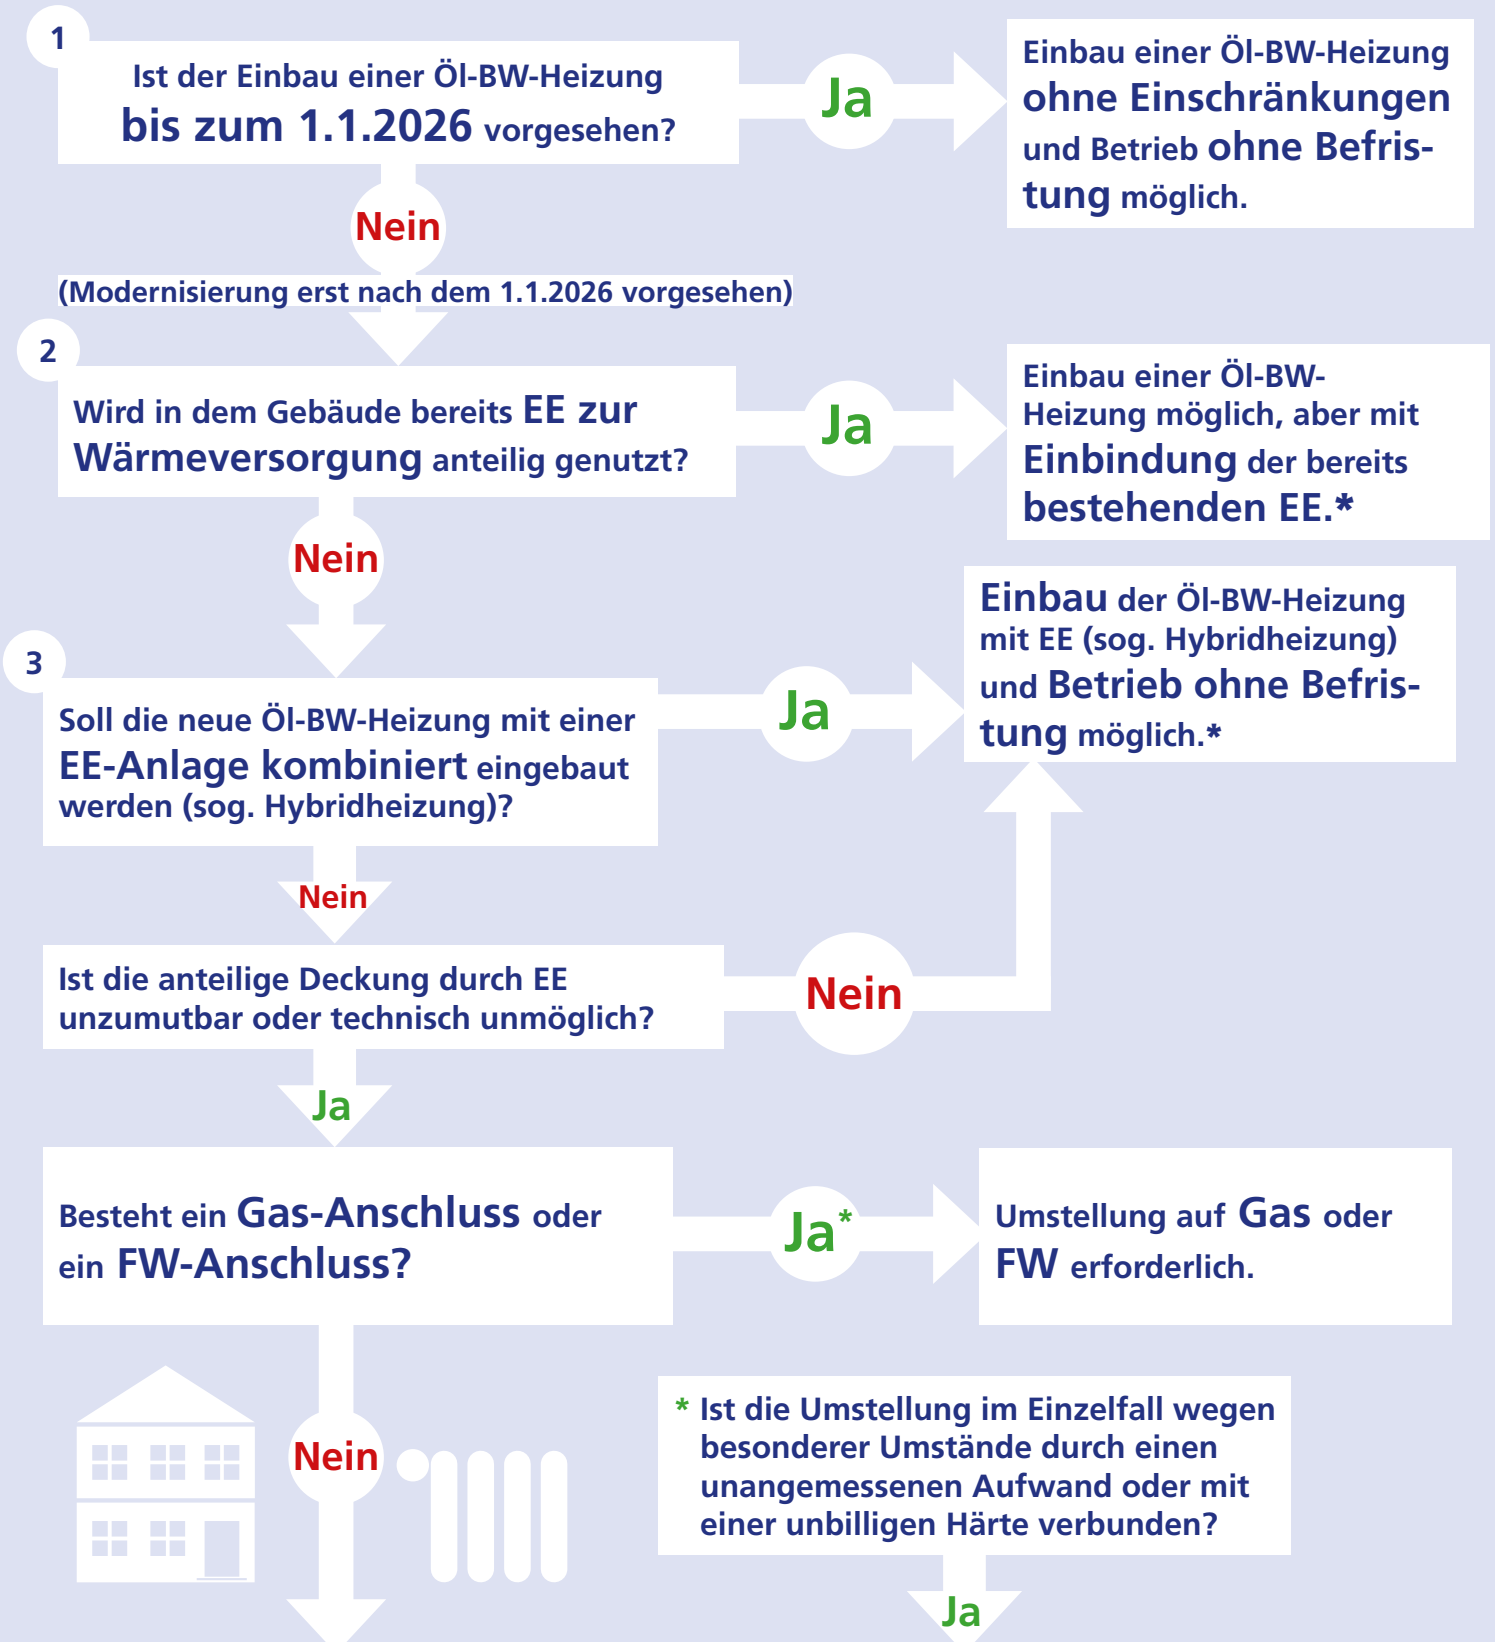 1
Ist der Einbau einer Öl-BW-Heizung
bis zum 1.1.2026 vorgesehen?
Ja
Einbau einer Öl-BW-Heizung
ohne Einschränkungen
und Betrieb ohne Befris-
tung möglich.
Nein
(Modernisierung erst nach dem 1.1.2026 vorgesehen)
2
Wird in dem Gebäude bereits EE zur
Wärmeversorgung anteilig genutzt?
Ja
Einbau einer Öl-BW-
Heizung möglich, aber mit
Einbindung der bereits
bestehenden EE.*
Nein
3
Soll die neue Öl-BW-Heizung mit einer
EE-Anlage kombiniert eingebaut
werden (sog. Hybridheizung)?
Ja
Einbau der Öl-BW-Heizung
mit EE (sog. Hybridheizung)
und Betrieb ohne Befris-
tung möglich.*
Nein
Ist die anteilige Deckung durch EE
unzumutbar oder technisch unmöglich?
Nein
Ja
Besteht ein Gas-Anschluss oder
ein FW-Anschluss?
Ja*
Umstellung auf Gas oder
FW erforderlich.
Nein
* Ist die Umstellung im Einzelfall wegen
besonderer Umstände durch einen
unangemessenen Aufwand oder mit
einer unbilligen Härte verbunden?
Ja